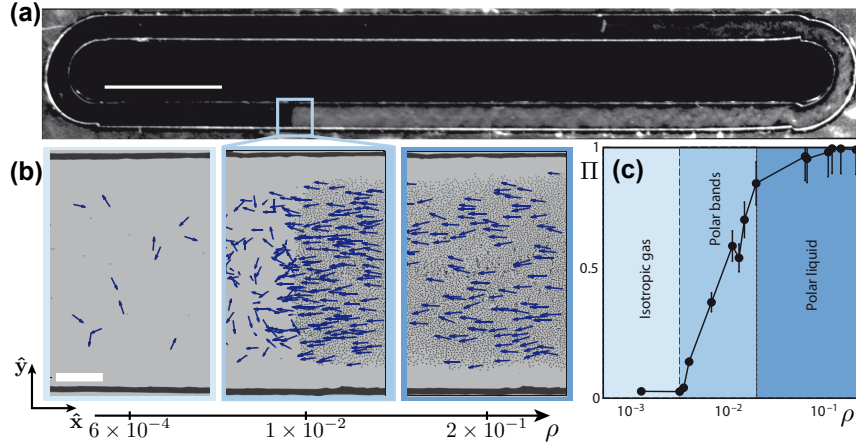 (a)
(b)
ŷ
x̂
6 × 10⁻⁴
1 × 10⁻²
2 × 10⁻¹
ρ
(c)
1
Π
0.5
0
Isotropic gas
Polar bands
Polar liquid
10⁻³
10⁻²
10⁻¹
ρ